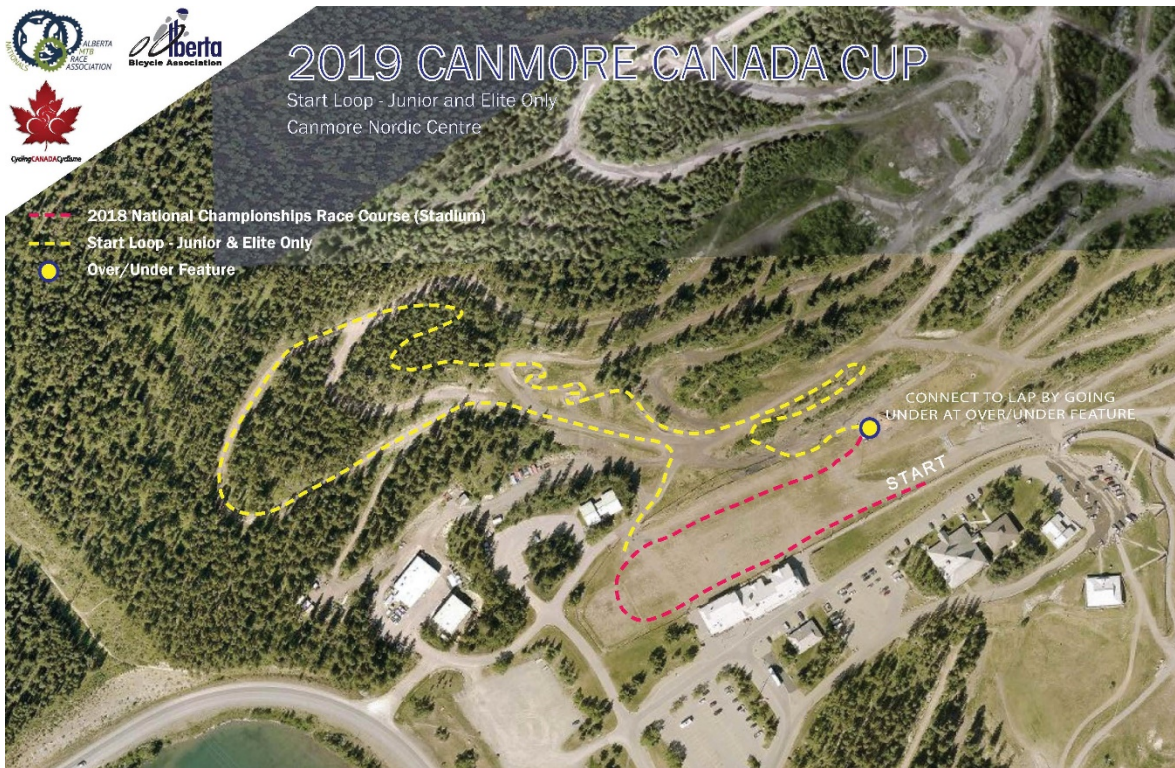 NATIONALS
ALBERTA
MTB
RACE
ASSOCIATION
Alberta
Bicycle Association
CyclingCANADACyclisme
2019 CANMORE CANADA CUP
Start Loop - Junior and Elite Only
Canmore Nordic Centre
2018 National Championships Race Course (Stadium)
Start Loop - Junior & Elite Only
Over/Under Feature
CONNECT TO LAP BY GOING
UNDER AT OVER/UNDER FEATURE
START